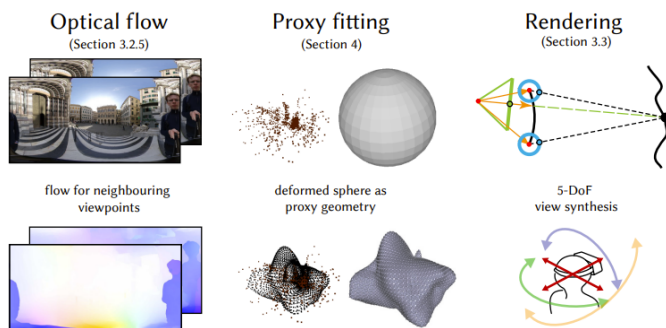 Optical flow
(Section 3.2.5)
Proxy fitting
(Section 4)
Rendering
(Section 3.3)
flow for neighbouring
viewpoints
deformed sphere as
proxy geometry
5-DoF
view synthesis